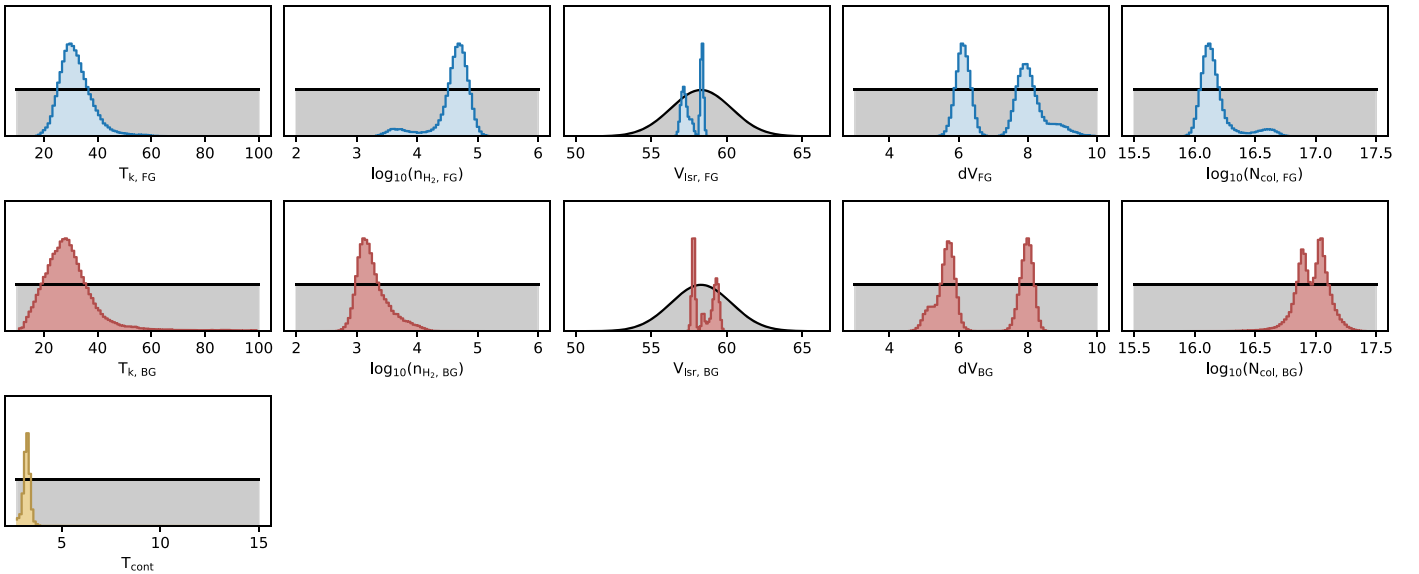 20 40 60 80 100
T_k, FG
2 3 4 5 6
log₁₀(n_H₂, FG)
50 55 60 65
V_lsr, FG
4 6 8 10
dV_FG
15.5 16.0 16.5 17.0 17.5
log₁₀(N_col, FG)
20 40 60 80 100
T_k, BG
2 3 4 5 6
log₁₀(n_H₂, BG)
50 55 60 65
V_lsr, BG
4 6 8 10
dV_BG
15.5 16.0 16.5 17.0 17.5
log₁₀(N_col, BG)
5 10 15
T_cont